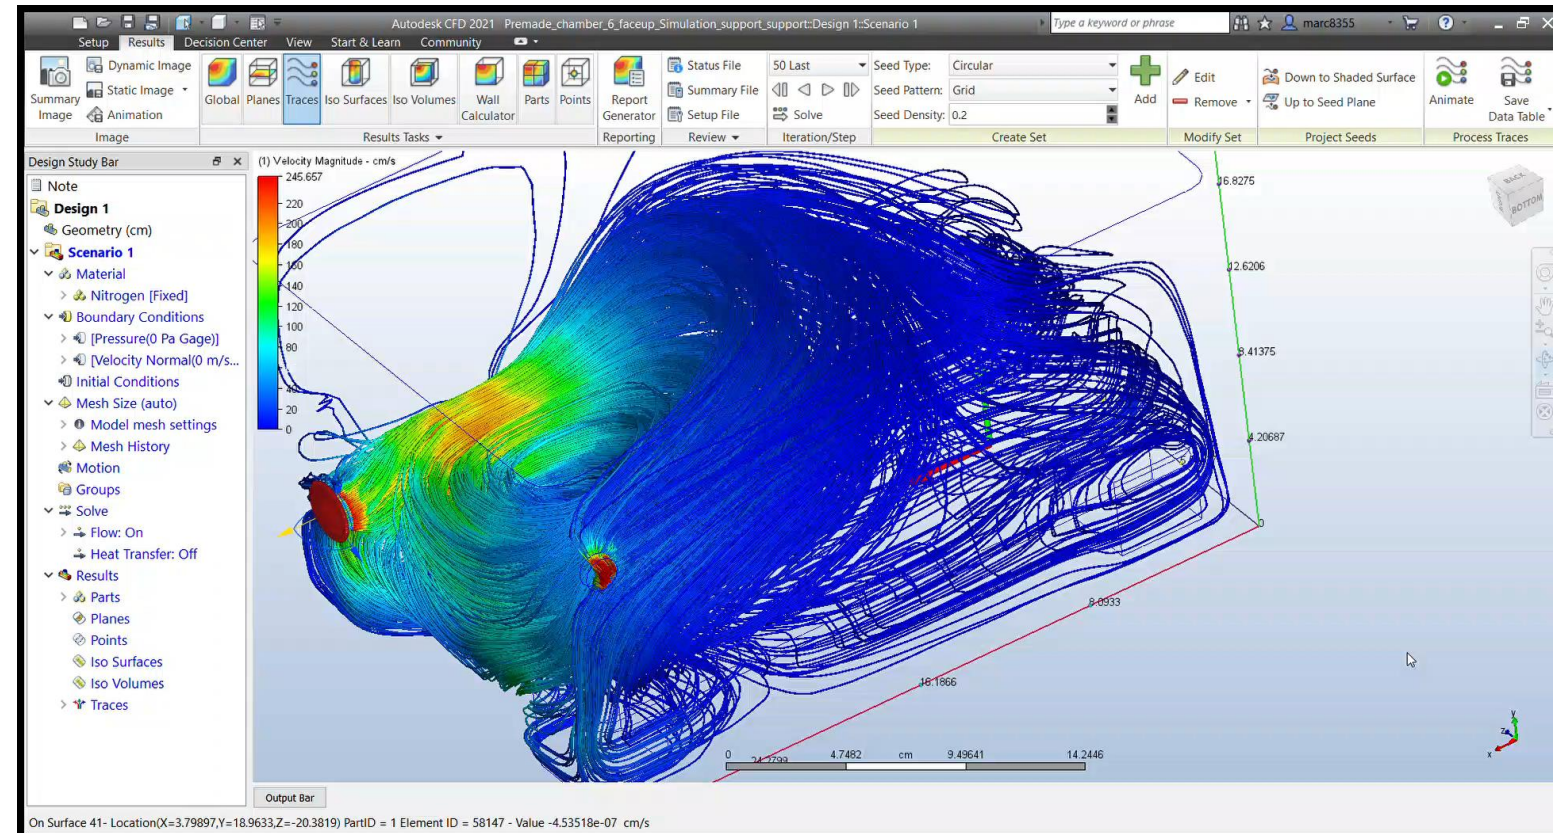 Autodesk CFD 2021 Premade_chamber_6_faceup_Simulation_support_support::Design 1::Scenario 1
Type a keyword or phrase
marc8355
Setup Results Decision Center View Start & Learn Community
Summary Image
Dynamic Image
Static Image
Animation
Image
Global Planes Traces Iso Surfaces Iso Volumes Wall Calculator Parts Points
Results Tasks
Report Generator
Reporting
Status File
Summary File
Setup File
Review
50 Last
Solve
Iteration/Step
Seed Type: Circular
Seed Pattern: Grid
Seed Density: 0.2
Add
Create Set
Edit
Remove
Modify Set
Down to Shaded Surface
Up to Seed Plane
Project Seeds
Animate
Save Data Table
Process Traces
Design Study Bar
Note
Design 1
Geometry (cm)
Scenario 1
Material
Nitrogen [Fixed]
Boundary Conditions
[Pressure(0 Pa Gage)]
[Velocity Normal(0 m/s...
Initial Conditions
Mesh Size (auto)
Model mesh settings
Mesh History
Motion
Groups
Solve
Flow: On
Heat Transfer: Off
Results
Parts
Planes
Points
Iso Surfaces
Iso Volumes
Traces
(1) Velocity Magnitude - cm/s
245.657
220
200
180
160
140
120
100
80
40
20
0
16.8275
12.6206
8.41375
4.20687
0
8.0933
16.1866
24.2799
0 4.7482 cm 9.49641 14.2446
BACK
BOTTOM
y
z
x
Output Bar
On Surface 41- Location(X=3.79897,Y=18.9633,Z=-20.3819) PartID = 1 Element ID = 58147 - Value -4.53518e-07 cm/s